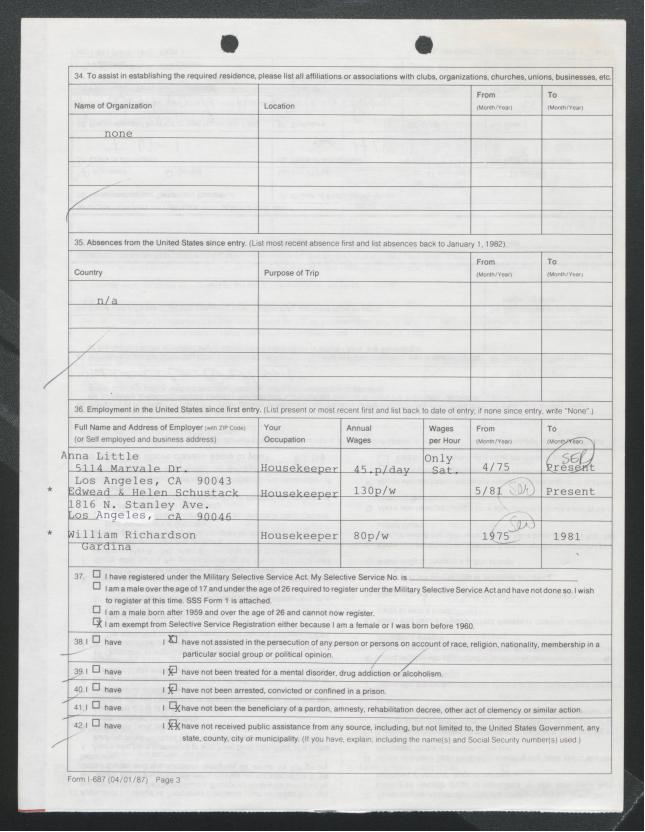 34. To assist in establishing the required residence, please list all affiliations or associations with clubs, organizations, churches, unions, businesses, etc.
Name of Organization Location From (Month/Year) To (Month/Year)
none
35. Absences from the United States since entry. (List most recent absence first and list absences back to January 1, 1982).
Country Purpose of Trip From (Month/Year) To (Month/Year)
n/a
36. Employment in the United States since first entry. (List present or most recent first and list back to date of entry; if none since entry, write "None".)
Full Name and Address of Employer (with ZIP Code) Your Annual Wages From To
(or Self employed and business address) Occupation Wages per Hour (Month/Year) (Month/Year)
Anna Little Only SEP
5114 Marvale Dr. Housekeeper 45.p/day Sat. 4/75 Present
Los Angeles, CA 90043
* Edwead & Helen Schustack Housekeeper 130p/w 5/81 Present
1816 N. Stanley Ave.
Los Angeles, cA 90046
* William Richardson Housekeeper 80p/w 1975 1981
Gardina
37. I have registered under the Military Selective Service Act. My Selective Service No. is
I am a male over the age of 17 and under the age of 26 required to register under the Military Selective Service Act and have not done so. I wish
to register at this time. SSS Form 1 is attached.
I am a male born after 1959 and over the age of 26 and cannot now register.
X I am exempt from Selective Service Registration either because I am a female or I was born before 1960.
38. I have I X have not assisted in the persecution of any person or persons on account of race, religion, nationality, membership in a
particular social group or political opinion.
39. I have I X have not been treated for a mental disorder, drug addiction or alcoholism.
40. I have I X have not been arrested, convicted or confined in a prison.
41. I have I X have not been the beneficiary of a pardon, amnesty, rehabilitation decree, other act of clemency or similar action.
42. I have I XX have not received public assistance from any source, including, but not limited to, the United States Government, any
state, county, city or municipality. (If you have, explain, including the name(s) and Social Security number(s) used.)
Form I-687 (04/01/87) Page 3